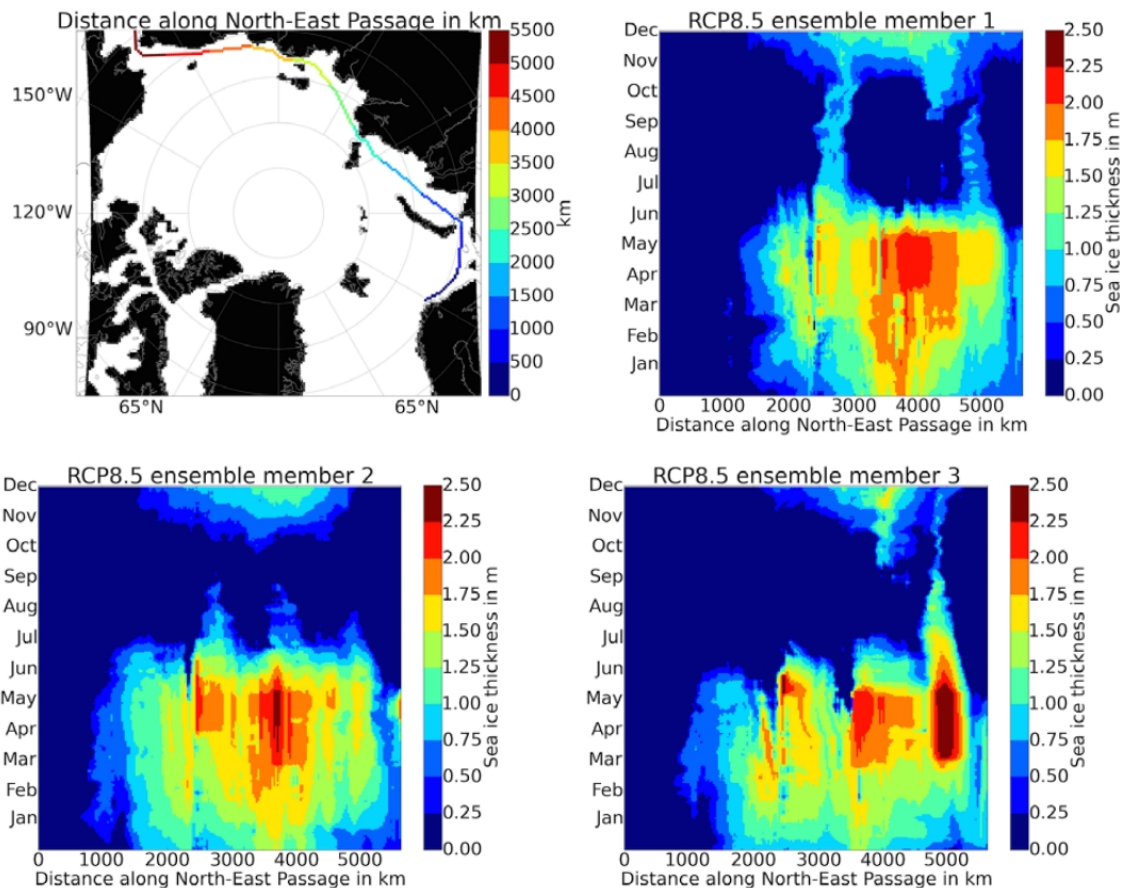 Distance along North-East Passage in km
150°W
120°W
90°W
65°N 65°N
5500
5000
4500
4000
3500
3000
2500
2000
1500
1000
500
0
km
RCP8.5 ensemble member 1
Dec
Nov
Oct
Sep
Aug
Jul
Jun
May
Apr
Mar
Feb
Jan
0 1000 2000 3000 4000 5000
Distance along North-East Passage in km
2.50
2.25
2.00
1.75
1.50
1.25
1.00
0.75
0.50
0.25
0.00
Sea ice thickness in m
RCP8.5 ensemble member 2
Dec
Nov
Oct
Sep
Aug
Jul
Jun
May
Apr
Mar
Feb
Jan
0 1000 2000 3000 4000 5000
Distance along North-East Passage in km
2.50
2.25
2.00
1.75
1.50
1.25
1.00
0.75
0.50
0.25
0.00
Sea ice thickness in m
RCP8.5 ensemble member 3
Dec
Nov
Oct
Sep
Aug
Jul
Jun
May
Apr
Mar
Feb
Jan
0 1000 2000 3000 4000 5000
Distance along North-East Passage in km
2.50
2.25
2.00
1.75
1.50
1.25
1.00
0.75
0.50
0.25
0.00
Sea ice thickness in m